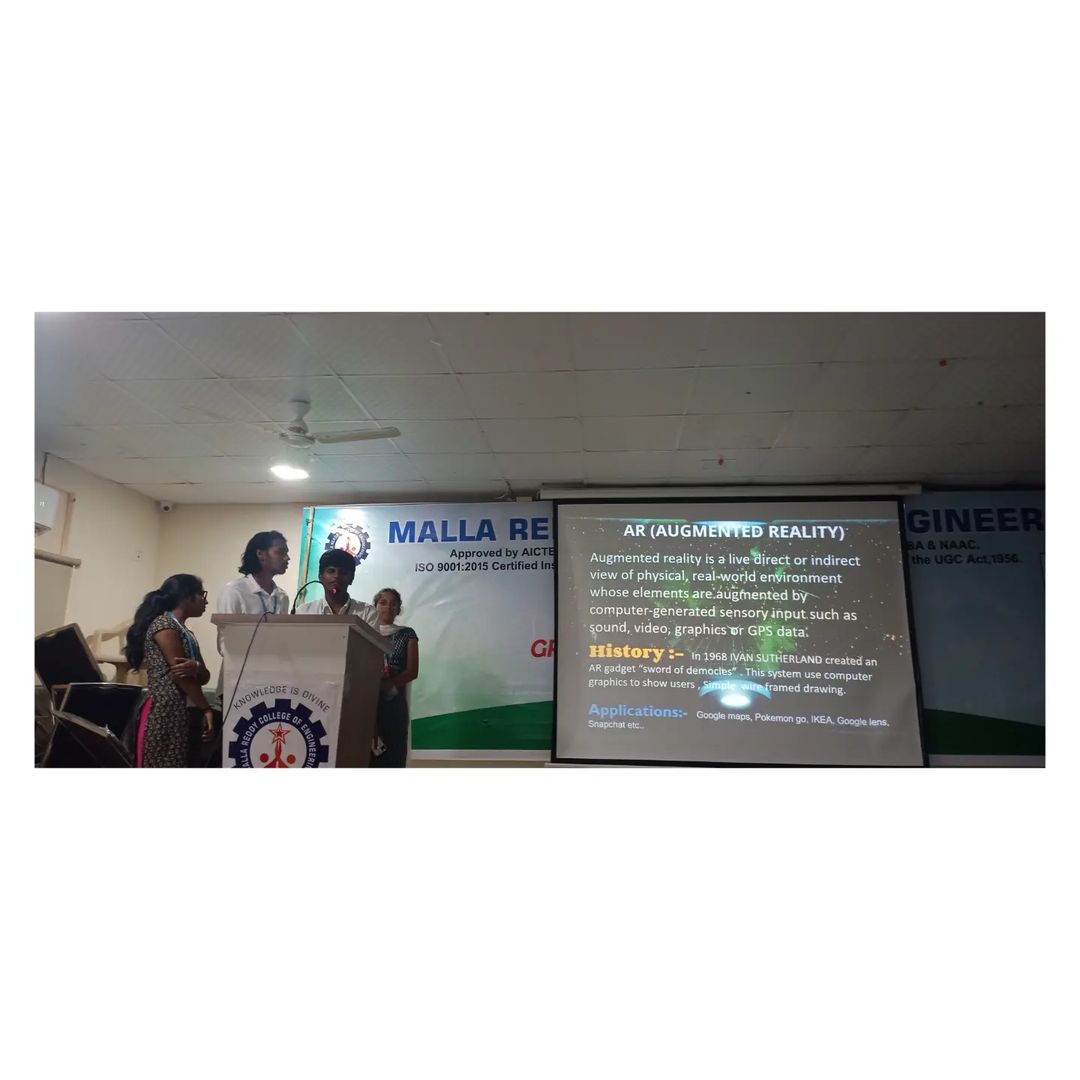 MALLA RE
GINEER
Approved by AICTE
BA & NAAC.
ISO 9001:2015 Certified Ins
the UGC Act,1956.
GF
AR (AUGMENTED REALITY)
Augmented reality is a live direct or indirect
view of physical, real-world environment
whose elements are augmented by
computer-generated sensory input such as
sound, video, graphics or GPS data.
History :- In 1968 IVAN SUTHERLAND created an
AR gadget “sword of democles” . This system use computer
graphics to show users , Simple wire framed drawing.
Applications:- Google maps, Pokemon go, IKEA, Google lens,
Snapchat etc..
KNOWLEDGE IS DIVINE
ALLA REDDY COLLEGE OF ENGINEERIN